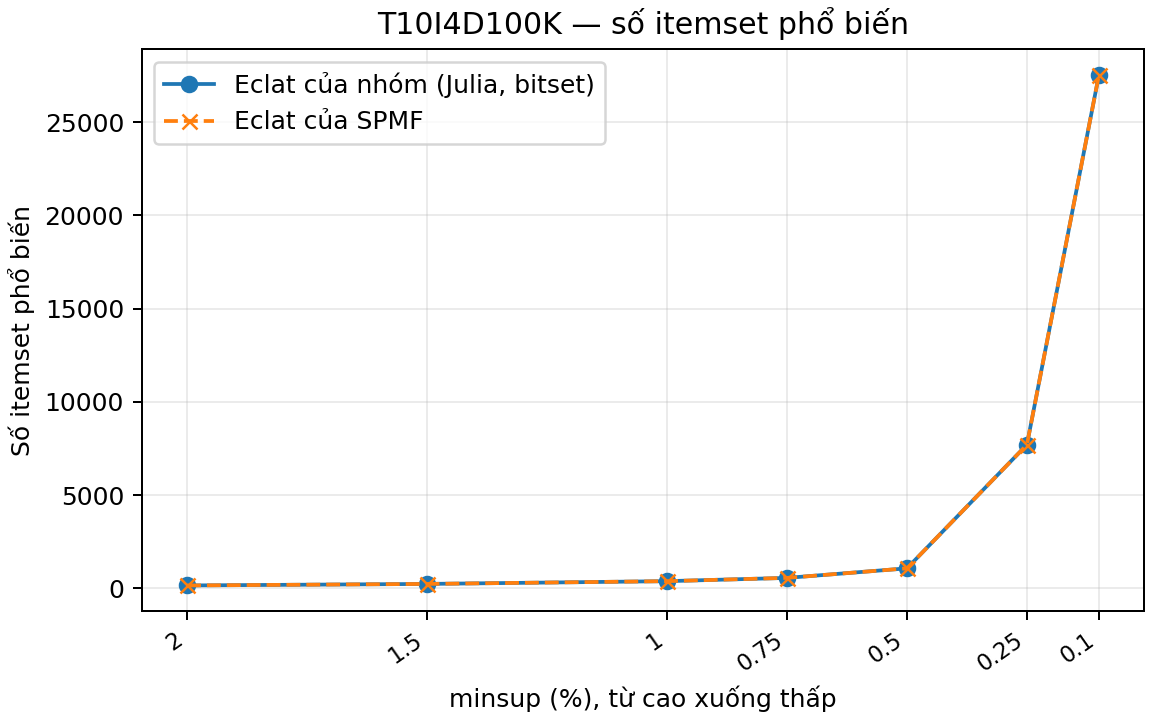 T10I4D100K — số itemset phổ biến
Eclat của nhóm (Julia, bitset)
Eclat của SPMF
Số itemset phổ biến
25000
20000
15000
10000
5000
0
2
1.5
1
0.75
0.5
0.25
0.1
minsup (%), từ cao xuống thấp